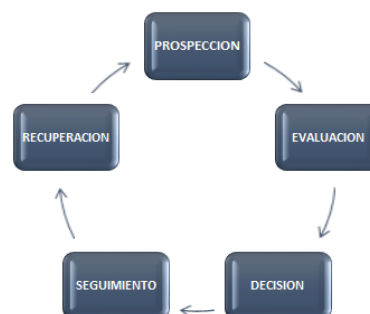 PROSPECCION
EVALUACION
DECISION
SEGUIMIENTO
RECUPERACION